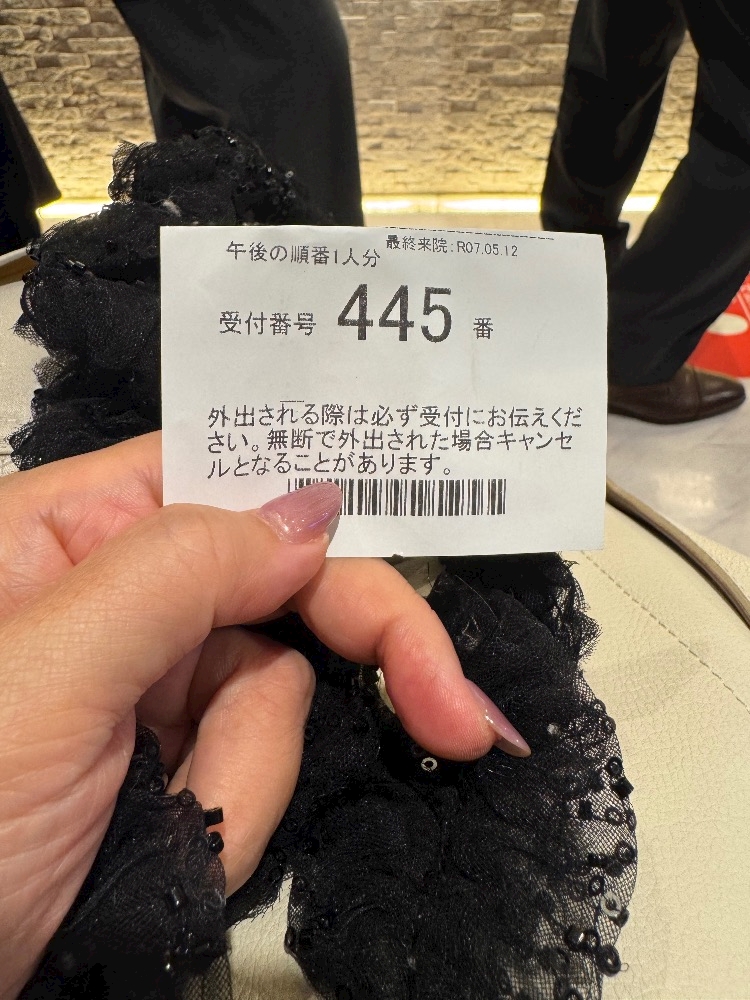 午後の順番1人分 最終来院:R07.05.12
受付番号 445 番
外出される際は必ず受付にお伝えくだ
さい。無断で外出された場合キャンセ
ルとなることがあります。